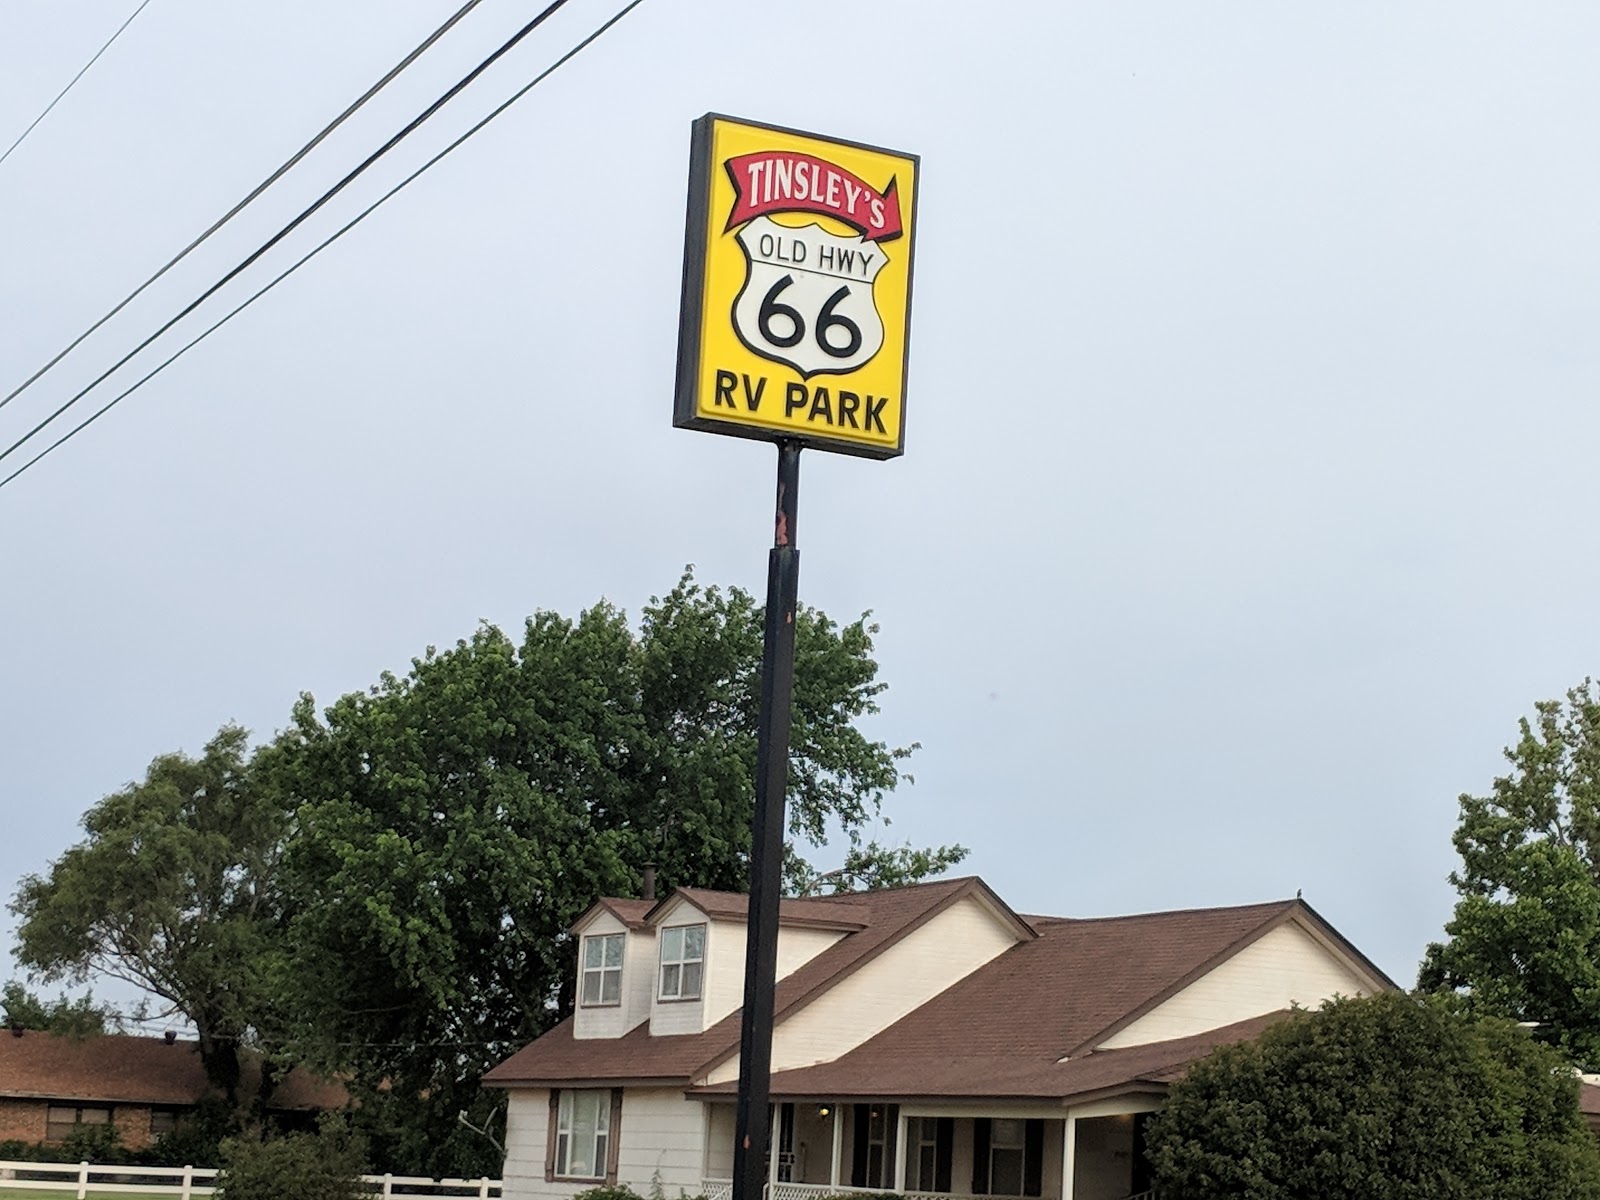 TINSLEY'S
OLD HWY
66
RV PARK